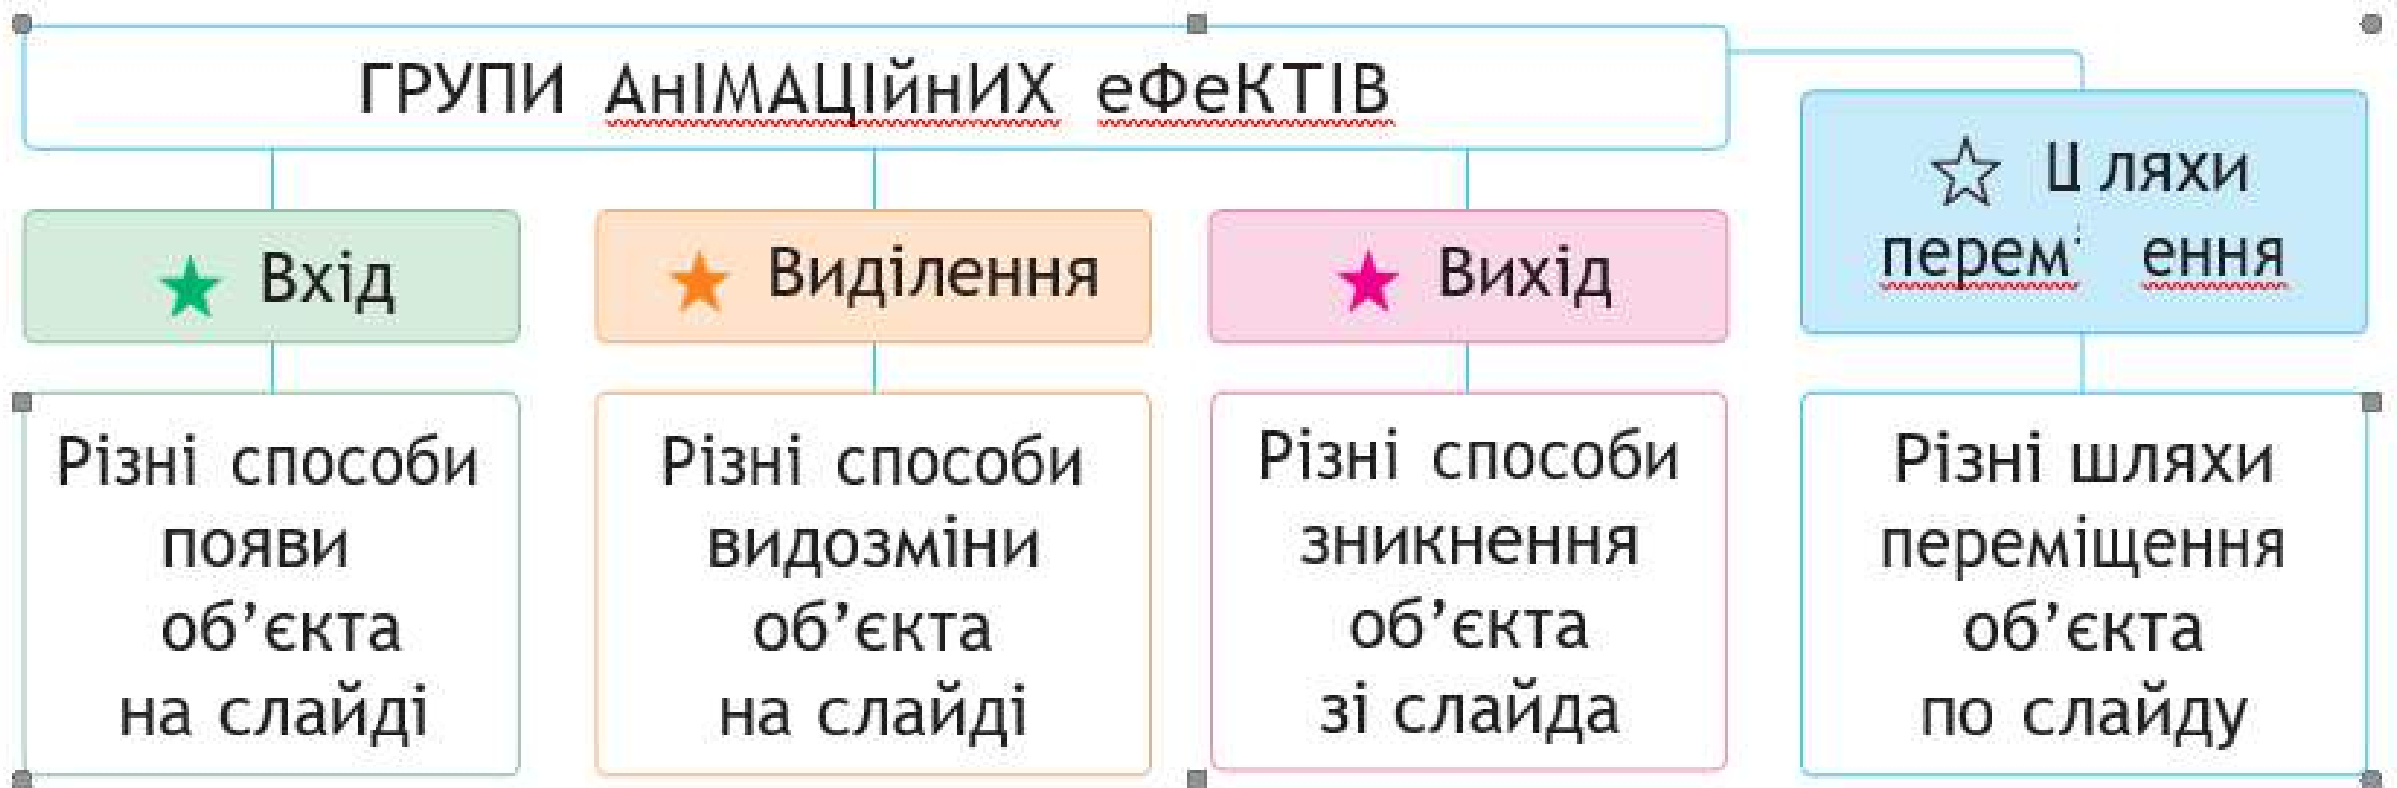 ГРУПИ АнІМАЦІйнИХ еФеКТІВ
Вхід
Виділення
Вихід
Шляхи
перем ення
Різні способи
появи
об’єкта
на слайді
Різні способи
видозміни
об’єкта
на слайді
Різні способи
зникнення
об’єкта
зі слайда
Різні шляхи
переміщення
об’єкта
по слайду